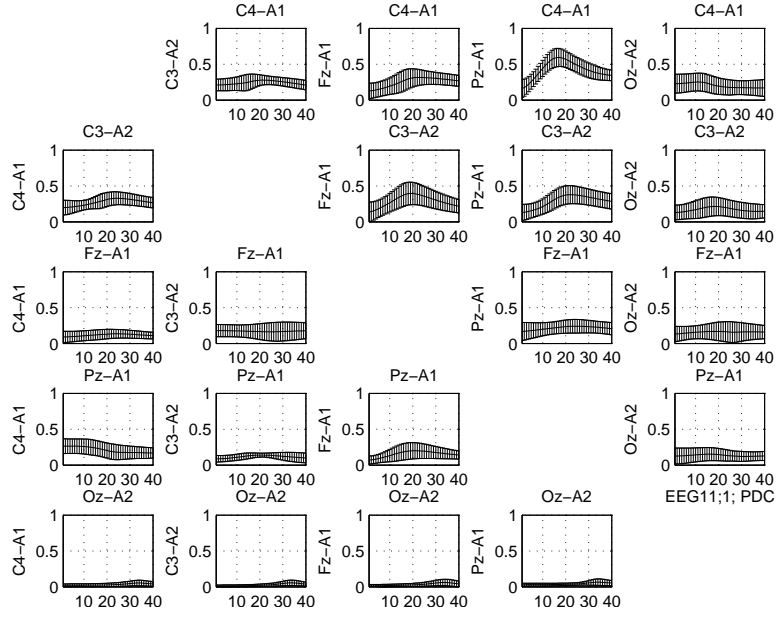 C4−A1 C4−A1 C4−A1 C4−A1
C3−A2 1 0.5 0 10 20 30 40
Fz−A1 1 0.5 0 10 20 30 40
Pz−A1 1 0.5 0 10 20 30 40
Oz−A2 1 0.5 0 10 20 30 40
C3−A2 C3−A2 C3−A2 C3−A2
C4−A1 1 0.5 0 10 20 30 40
Fz−A1 1 0.5 0 10 20 30 40
Pz−A1 1 0.5 0 10 20 30 40
Oz−A2 1 0.5 0 10 20 30 40
Fz−A1 Fz−A1 Fz−A1 Fz−A1
C4−A1 1 0.5 0 10 20 30 40
C3−A2 1 0.5 0 10 20 30 40
Pz−A1 1 0.5 0 10 20 30 40
Oz−A2 1 0.5 0 10 20 30 40
Pz−A1 Pz−A1 Pz−A1 Pz−A1
C4−A1 1 0.5 0 10 20 30 40
C3−A2 1 0.5 0 10 20 30 40
Fz−A1 1 0.5 0 10 20 30 40
Oz−A2 1 0.5 0 10 20 30 40
EEG11;1; PDC
Oz−A2 Oz−A2 Oz−A2 Oz−A2
C4−A1 1 0.5 0 10 20 30 40
C3−A2 1 0.5 0 10 20 30 40
Fz−A1 1 0.5 0 10 20 30 40
Pz−A1 1 0.5 0 10 20 30 40